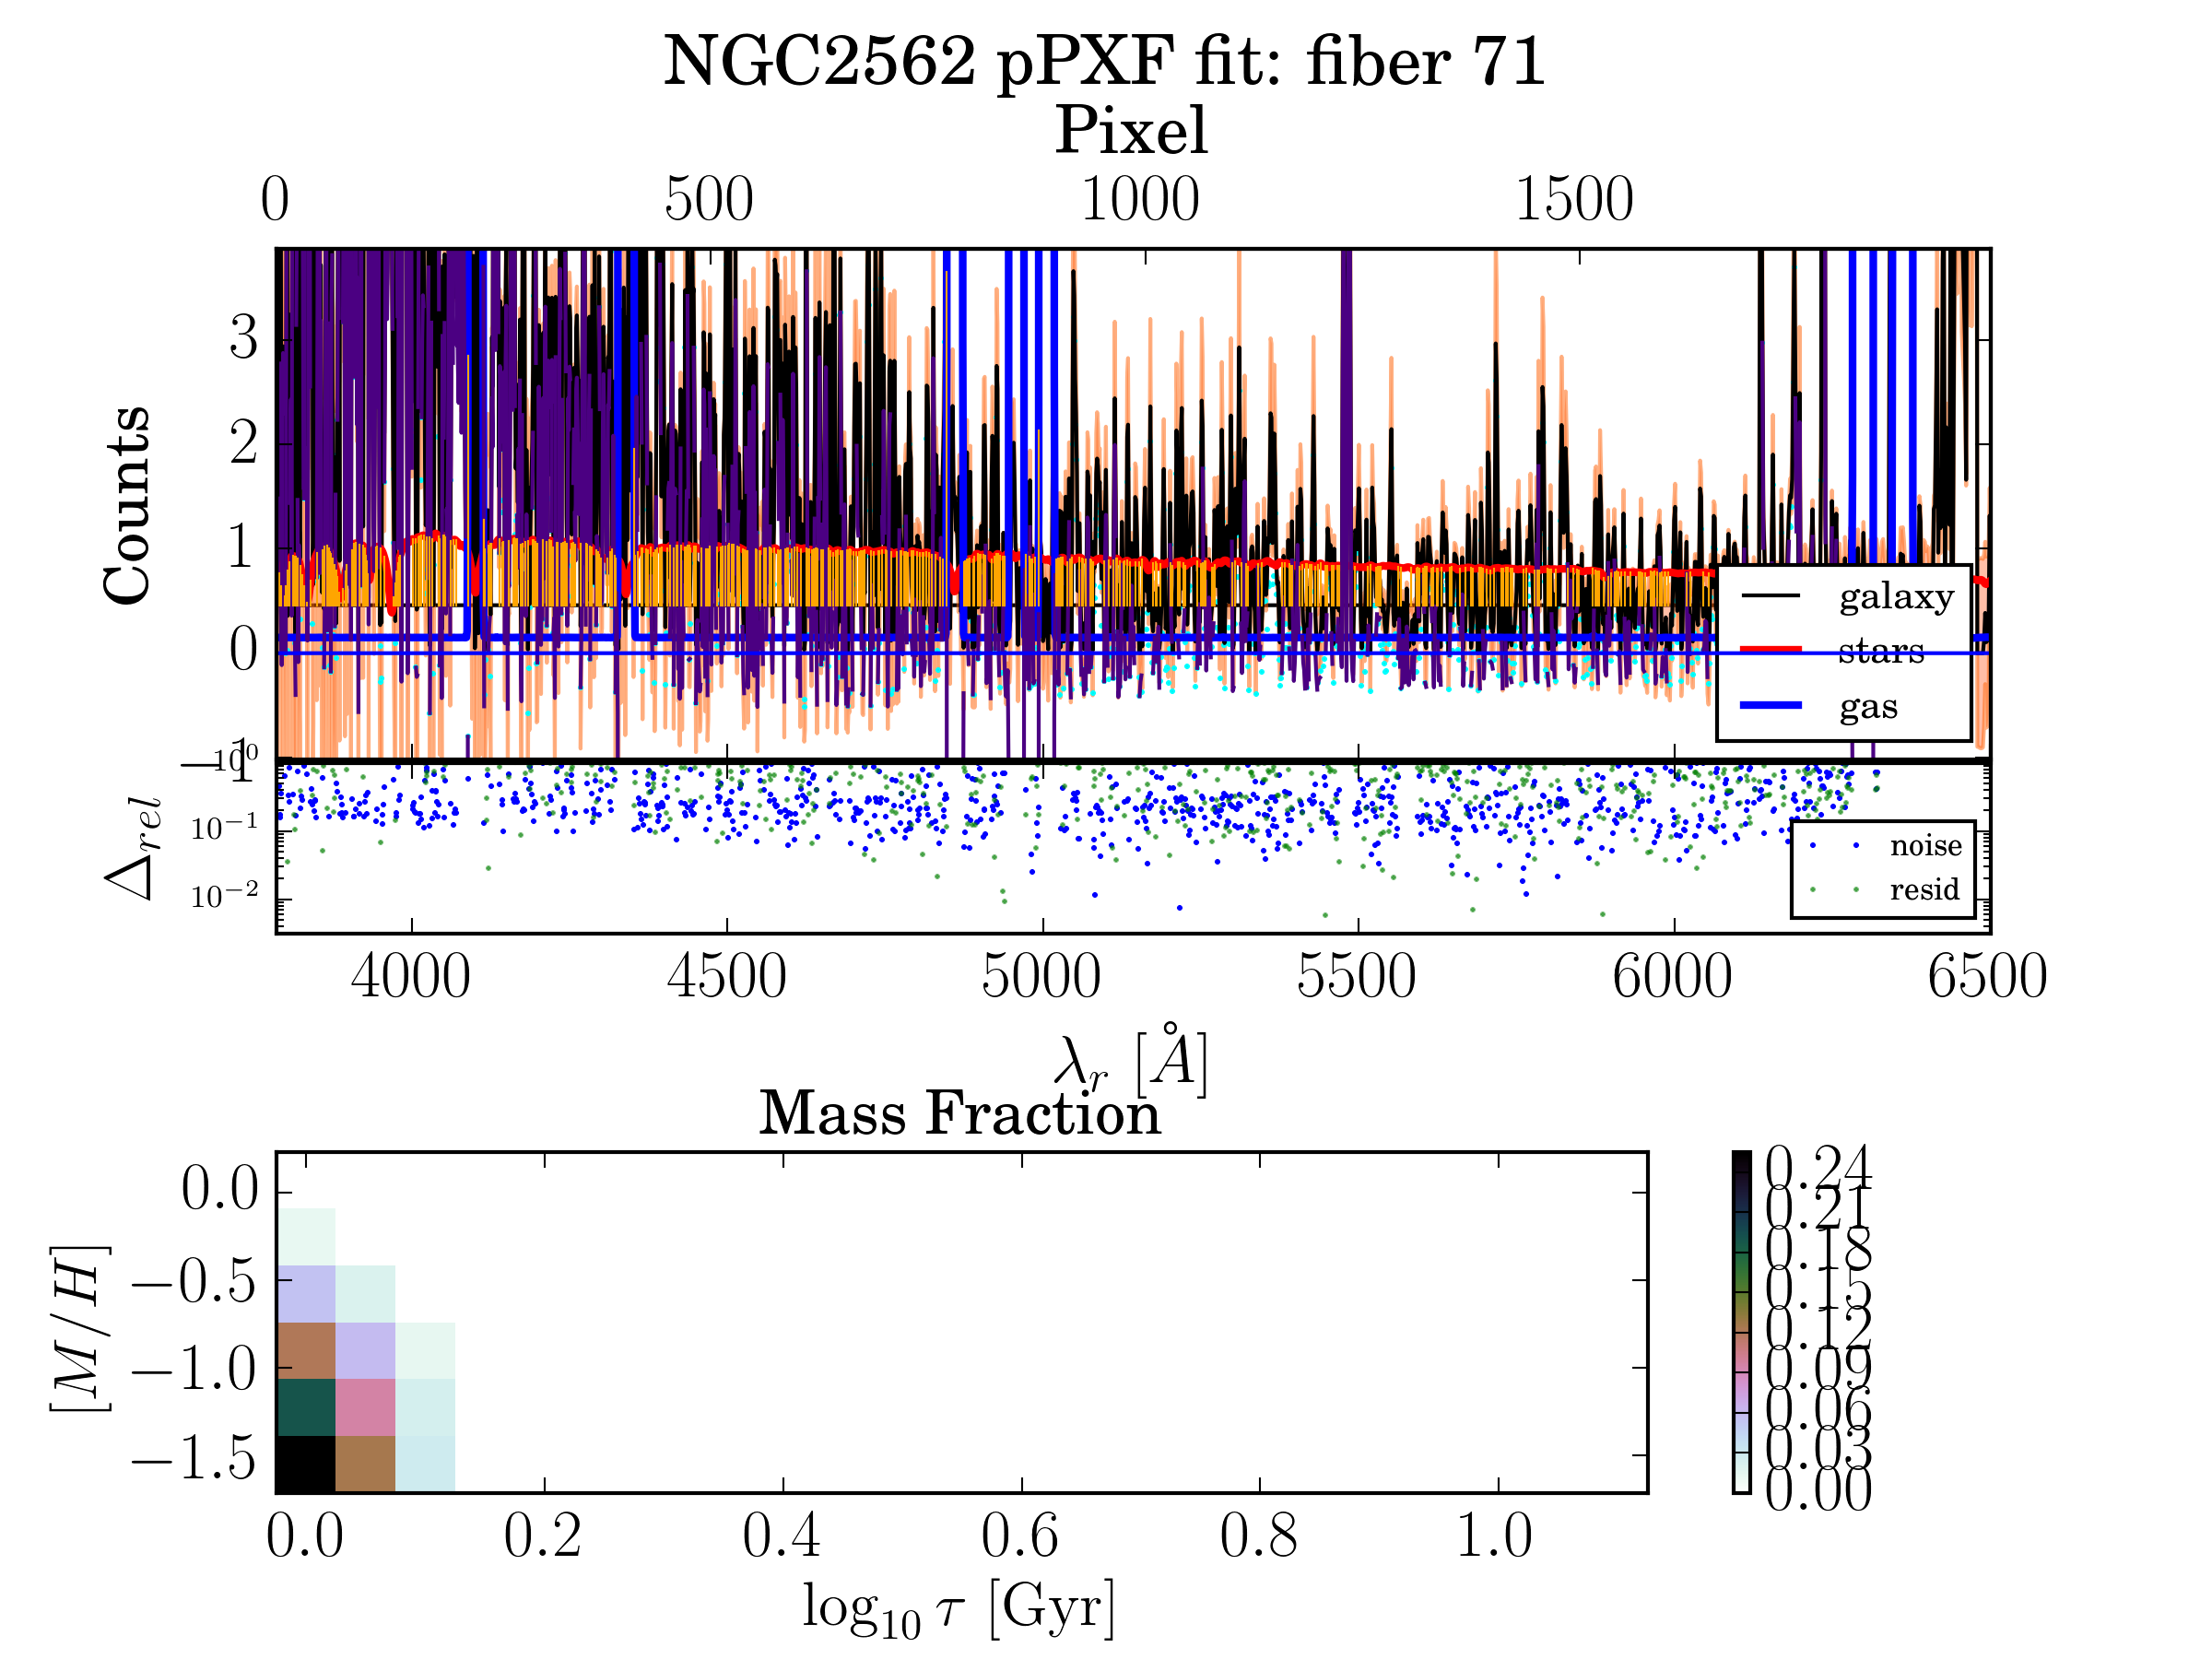 NGC2562 pPXF fit: fiber 71
Pixel
0 500 1000 1500
3
2
1
0
−1
Counts
galaxy
stars
gas
10⁰
10⁻¹
10⁻²
Δrel
noise
resid
4000 4500 5000 5500 6000 6500
λr [Å]
Mass Fraction
0.0
−0.5
−1.0
−1.5
[M/H]
0.24
0.21
0.18
0.15
0.12
0.09
0.06
0.03
0.00
0.0 0.2 0.4 0.6 0.8 1.0
log₁₀ τ [Gyr]